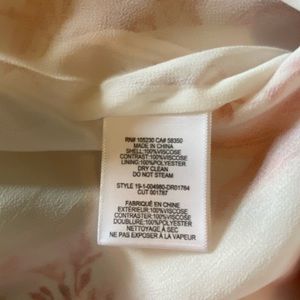 RN# 105230 CA# 58350
MADE IN CHINA
SHELL:100%VISCOSE
CONTRAST:100%VISCOSE
LINING:100%POLYESTER
DRY CLEAN
DO NOT STEAM
STYLE 19-1-004980-DR01764
CUT 001787
FABRIQUÉ EN CHINE
EXTÉRIEUR:100%VISCOSE
CONTRASTER:100%VISCOSE
DOUBLURE:100%POLYESTER
NETTOYAGE À SEC
NE PAS EXPOSER À LA VAPEUR